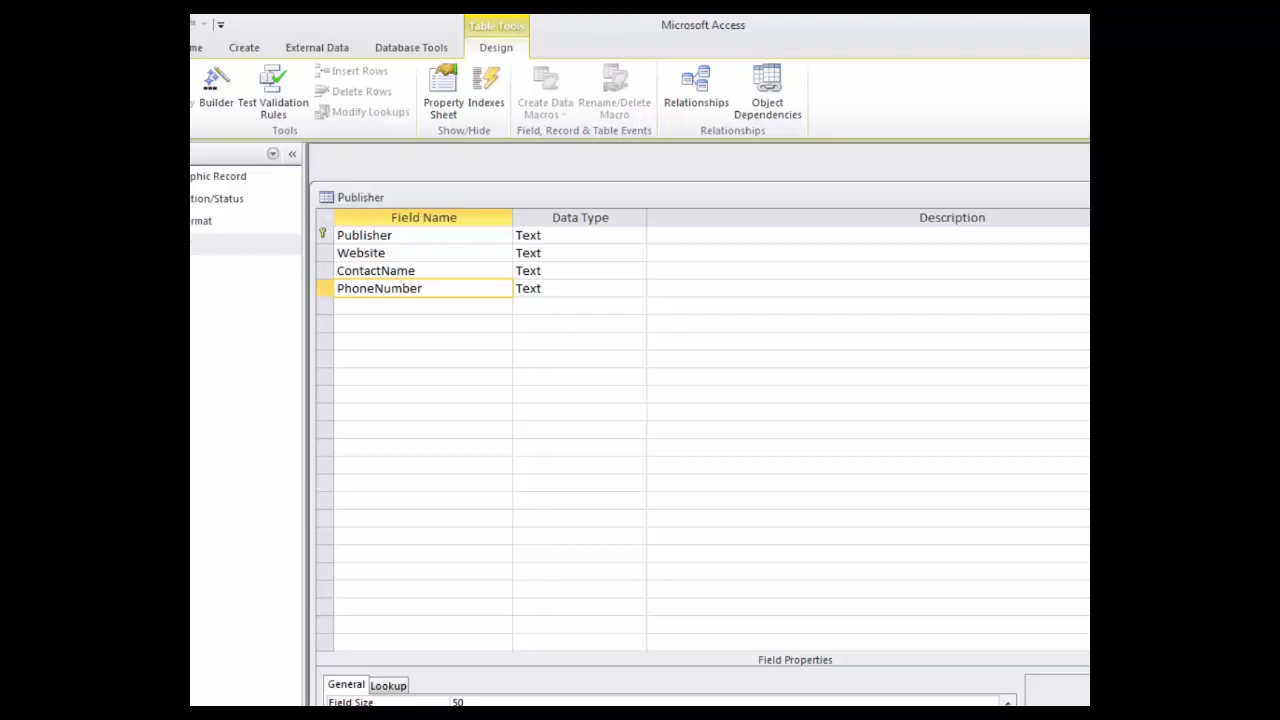 Table Tools
Microsoft Access
me Create External Data Database Tools Design
y Builder Test Validation Rules
Insert Rows
Delete Rows
Modify Lookups
Tools
Property Sheet Indexes
Show/Hide
Create Data Macros Rename/Delete Macro
Field, Record & Table Events
Relationships Object Dependencies
Relationships
phic Record
tion/Status
rmat
Publisher
Field Name Data Type Description
Publisher Text
Website Text
ContactName Text
PhoneNumber Text
Field Properties
General Lookup
Field Size 50